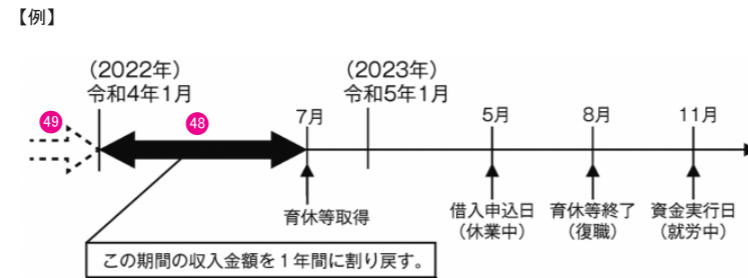 【例】
(2022年)
令和4年1月
(2023年)
令和5年1月
49
48
7月
5月
8月
11月
育休等取得
借入申込日
(休業中)
育休等終了
(復職)
資金実行日
(就労中)
この期間の収入金額を1年間に割り戻す。